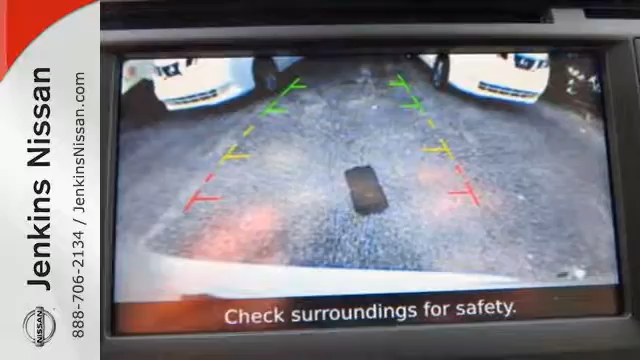 Jenkins Nissan
888-706-2134 / JenkinsNissan.com
NISSAN
Check surroundings for safety.